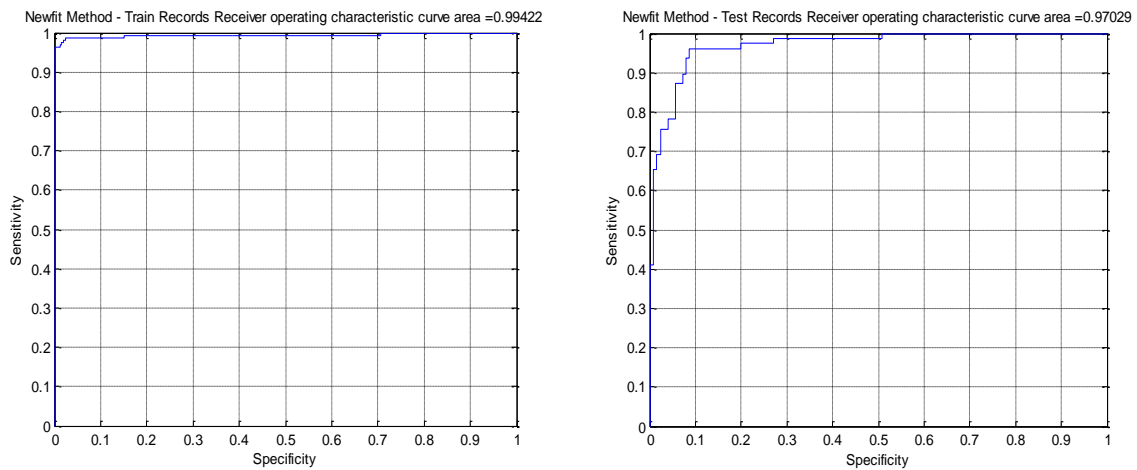 Newfit Method - Train Records Receiver operating characteristic curve area =0.99422
1
0.9
0.8
0.7
0.6
0.5
0.4
0.3
0.2
0.1
0
Sensitivity
0 0.1 0.2 0.3 0.4 0.5 0.6 0.7 0.8 0.9 1
Specificity
Newfit Method - Test Records Receiver operating characteristic curve area =0.97029
1
0.9
0.8
0.7
0.6
0.5
0.4
0.3
0.2
0.1
0
Sensitivity
0 0.1 0.2 0.3 0.4 0.5 0.6 0.7 0.8 0.9 1
Specificity